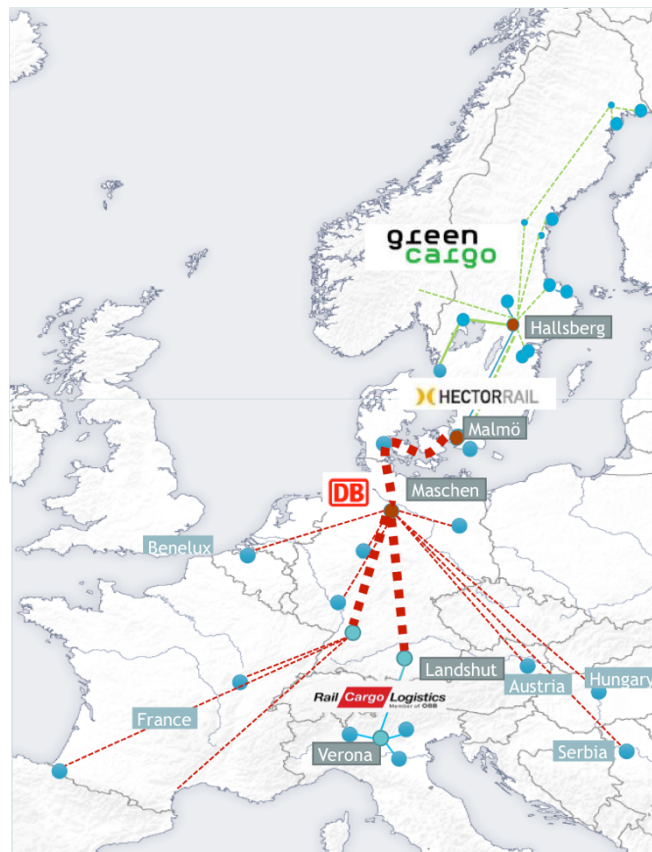 green
cargo
Hallsberg
HECTORRAIL
Malmö
DB
Maschen
Benelux
Landshut
Austria
Hungary
Rail Cargo Logistics
Member of ÖBB
France
Verona
Serbia